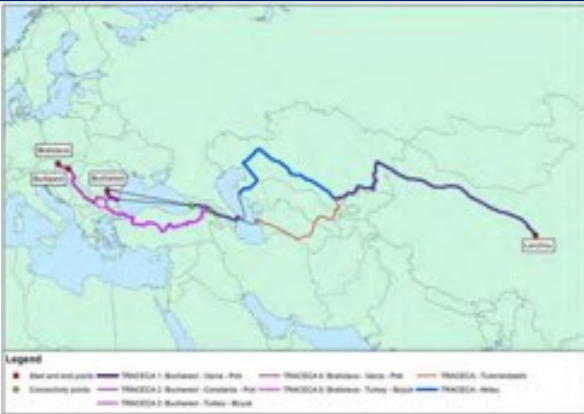 Bratislava
Budapest
Bucharest
Lanzhou
Legend
Start and end points
TRACECA 1: Bucharest - Varna - Poti
TRACECA 4: Bratislava - Varna - Poti
TRACECA - Turkmenbashi
Connectivity points
TRACECA 2: Bucharest - Constanta - Poti
TRACECA 5: Bratislava - Turkey -
TRACECA - Aktau
TRACECA 3: Bucharest - Turkey -